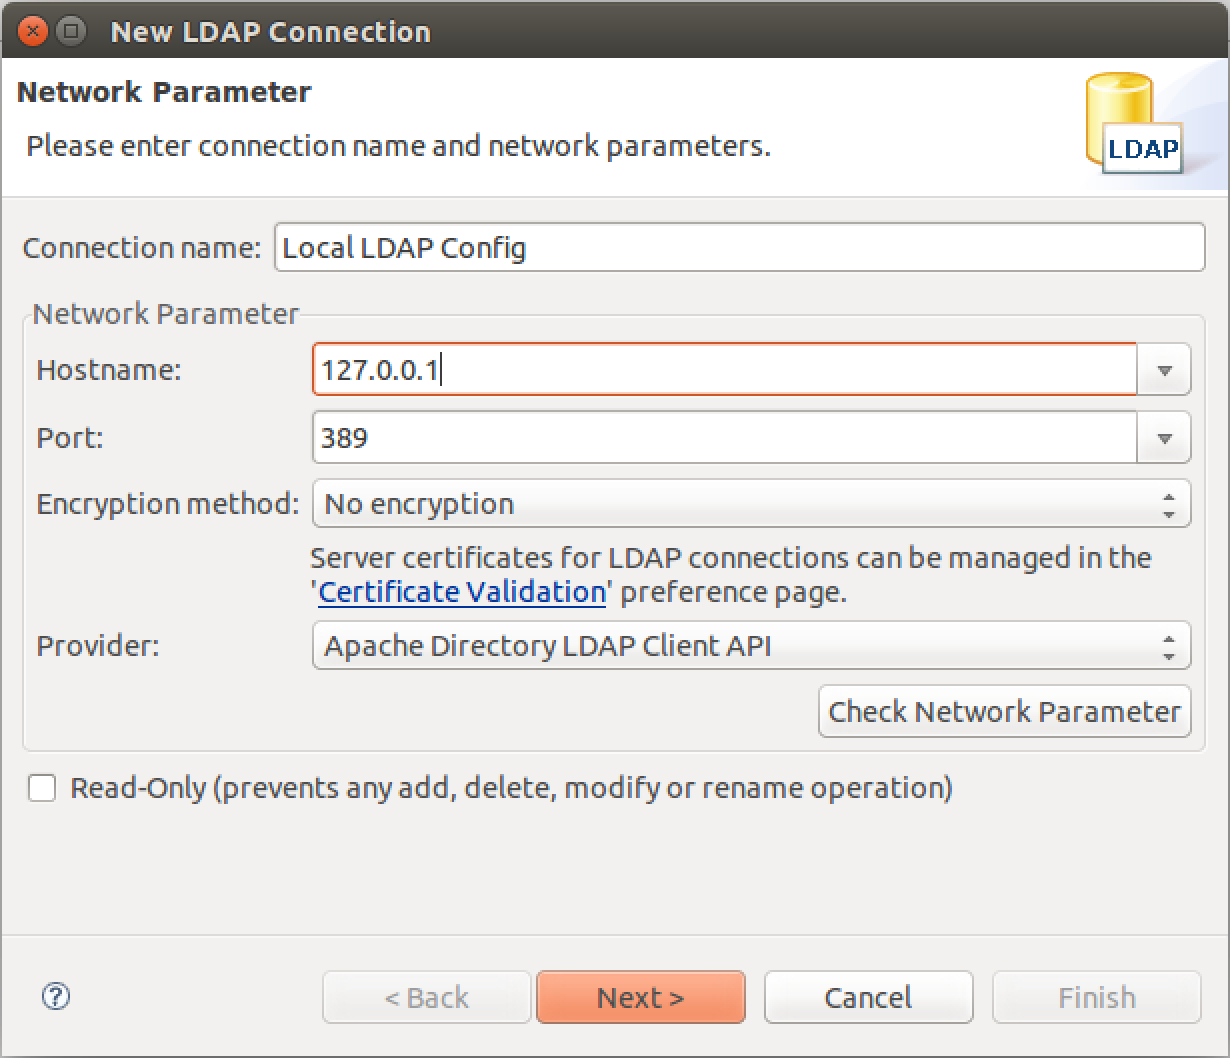 New LDAP Connection
Network Parameter
Please enter connection name and network parameters.
LDAP
Connection name: Local LDAP Config
Network Parameter
Hostname: 127.0.0.1
Port: 389
Encryption method: No encryption
Server certificates for LDAP connections can be managed in the
'Certificate Validation' preference page.
Provider: Apache Directory LDAP Client API
Check Network Parameter
Read-Only (prevents any add, delete, modify or rename operation)
? < Back Next > Cancel Finish